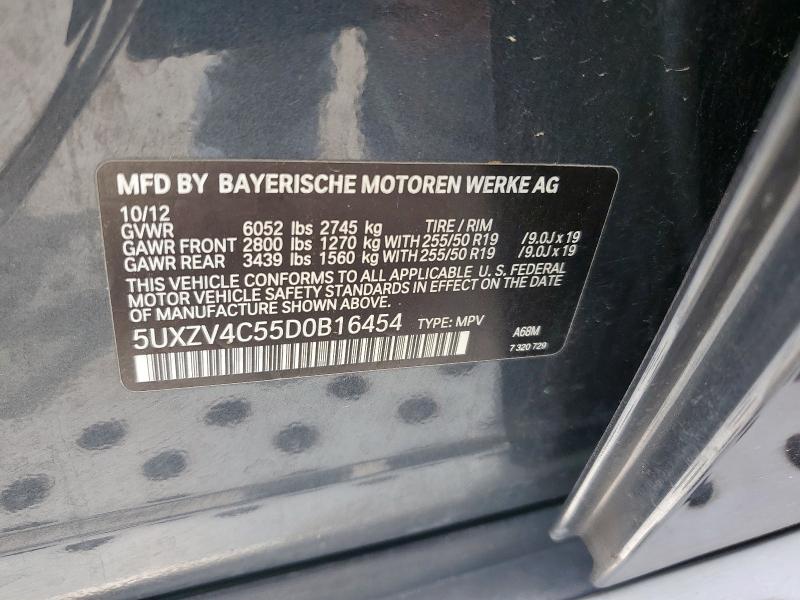 MFD BY BAYERISCHE MOTOREN WERKE AG
10/12
GVWR 6052 lbs 2745 kg TIRE / RIM
GAWR FRONT 2800 lbs 1270 kg WITH 255/50 R19 /9.0J x 19
GAWR REAR 3439 lbs 1560 kg WITH 255/50 R19 /9.0J x 19
THIS VEHICLE CONFORMS TO ALL APPLICABLE U.S. FEDERAL
MOTOR VEHICLE SAFETY STANDARDS IN EFFECT ON THE DATE
OF MANUFACTURE SHOWN ABOVE.
5UXZV4C55D0B16454 TYPE: MPV A68M
7 320 729